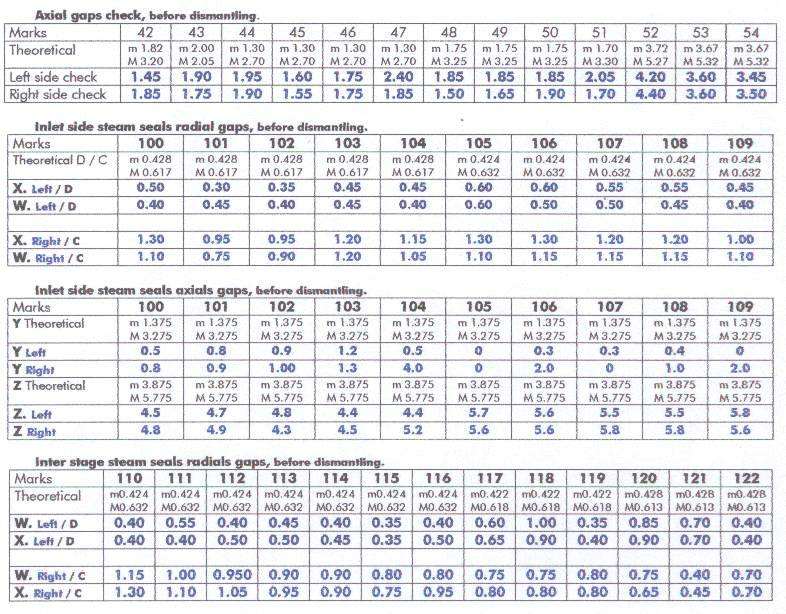 Axial gaps check, before dismantling.
Marks 42 43 44 45 46 47 48 49 50 51 52 53 54
Theoretical m 1.82 m 2.00 m 1.30 m 1.30 m 1.30 m 1.30 m 1.75 m 1.75 m 1.75 m 1.70 m 3.72 m 3.67 m 3.67
M 3.20 M 2.05 M 2.70 M 2.70 M 2.70 M 2.70 M 3.25 M 3.25 M 3.25 M 3.30 M 5.27 M 5.32 M 5.32
Left side check 1.45 1.90 1.95 1.60 1.75 2.40 1.85 1.85 1.85 2.05 4.20 3.60 3.45
Right side check 1.85 1.75 1.90 1.55 1.75 1.85 1.50 1.65 1.90 1.70 4.40 3.60 3.50
Inlet side steam seals radial gaps, before dismantling.
Marks 100 101 102 103 104 105 106 107 108 109
Theoretical D / C m 0.428 m 0.428 m 0.428 m 0.428 m 0.428 m 0.424 m 0.424 m 0.424 m 0.424 m 0.424
M 0.617 M 0.617 M 0.617 M 0.617 M 0.617 M 0.632 M 0.632 M 0.632 M 0.632 M 0.632
X. Left / D 0.50 0.30 0.35 0.45 0.45 0.60 0.60 0.55 0.55 0.45
W. Left / D 0.40 0.45 0.40 0.45 0.40 0.60 0.50 0.50 0.45 0.40
X. Right / C 1.30 0.95 0.95 1.20 1.15 1.30 1.30 1.20 1.20 1.00
W. Right / C 1.10 0.75 0.90 1.20 1.05 1.10 1.15 1.15 1.15 1.10
Inlet side steam seals axials gaps, before dismantling.
Marks 100 101 102 103 104 105 106 107 108 109
Y Theoretical m 1.375 m 1.375 m 1.375 m 1.375 m 1.375 m 1.375 m 1.375 m 1.375 m 1.375 m 1.375
M 3.275 M 3.275 M 3.275 M 3.275 M 3.275 M 3.275 M 3.275 M 3.275 M 3.275 M 3.275
Y Left 0.5 0.8 0.9 1.2 0.5 0 0.3 0.3 0.4 0
Y Right 0.8 0.9 1.00 1.3 4.0 0 2.0 0 1.0 2.0
Z Theoretical m 3.875 m 3.875 m 3.875 m 3.875 m 3.875 m 3.875 m 3.875 m 3.875 m 3.875 m 3.875
M 5.775 M 5.775 M 5.775 M 5.775 M 5.775 M 5.775 M 5.775 M 5.775 M 5.775 M 5.775
Z. Left 4.5 4.7 4.8 4.4 4.4 5.7 5.6 5.5 5.5 5.8
Z Right 4.8 4.9 4.3 4.5 5.2 5.6 5.6 5.8 5.8 5.6
Inter stage steam seals radials gaps, before dismantling.
Marks 110 111 112 113 114 115 116 117 118 119 120 121 122
Theoretical m0.424 m0.424 m0.424 m0.424 m0.424 m0.424 m0.424 m0.422 m0.422 m0.422 m0.428 m0.428 m0.428
M0.632 M0.632 M0.632 M0.632 M0.632 M0.632 M0.632 M0.618 M0.618 M0.618 M0.613 M0.613 M0.613
W. Left / D 0.40 0.55 0.40 0.45 0.40 0.35 0.40 0.60 1.00 0.35 0.85 0.70 0.40
X. Left / D 0.40 0.40 0.50 0.50 0.45 0.35 0.50 0.65 0.90 0.40 0.90 0.70 0.40
W. Right / C 1.15 1.00 0.950 0.90 0.90 0.80 0.80 0.75 0.75 0.80 0.75 0.40 0.70
X. Right / C 1.30 1.10 1.05 0.95 0.90 0.75 0.95 0.80 0.80 0.80 0.65 0.45 0.70